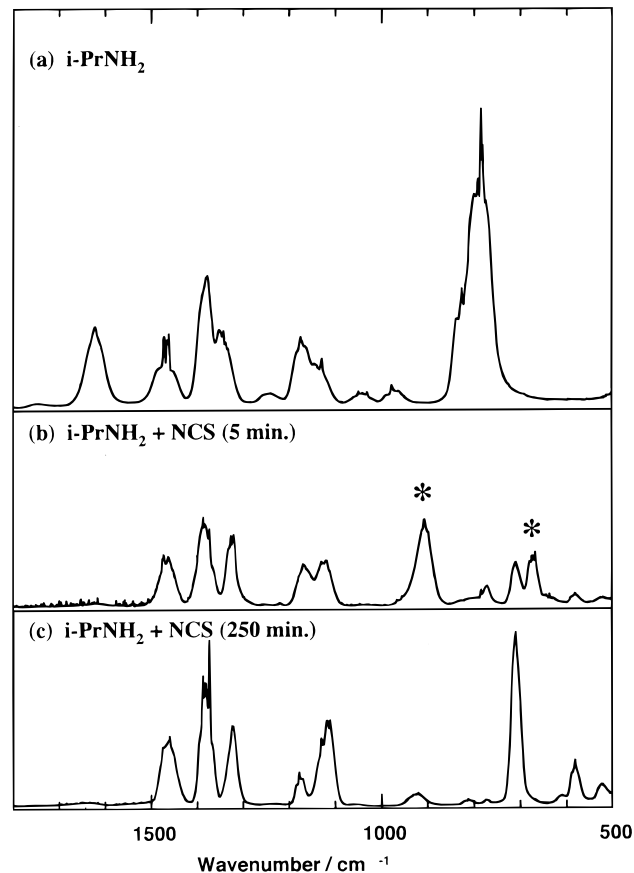 (a) i-PrNH2
(b) i-PrNH2 + NCS (5 min.)
*
*
(c) i-PrNH2 + NCS (250 min.)
1500 1000 500
Wavenumber / cm -1